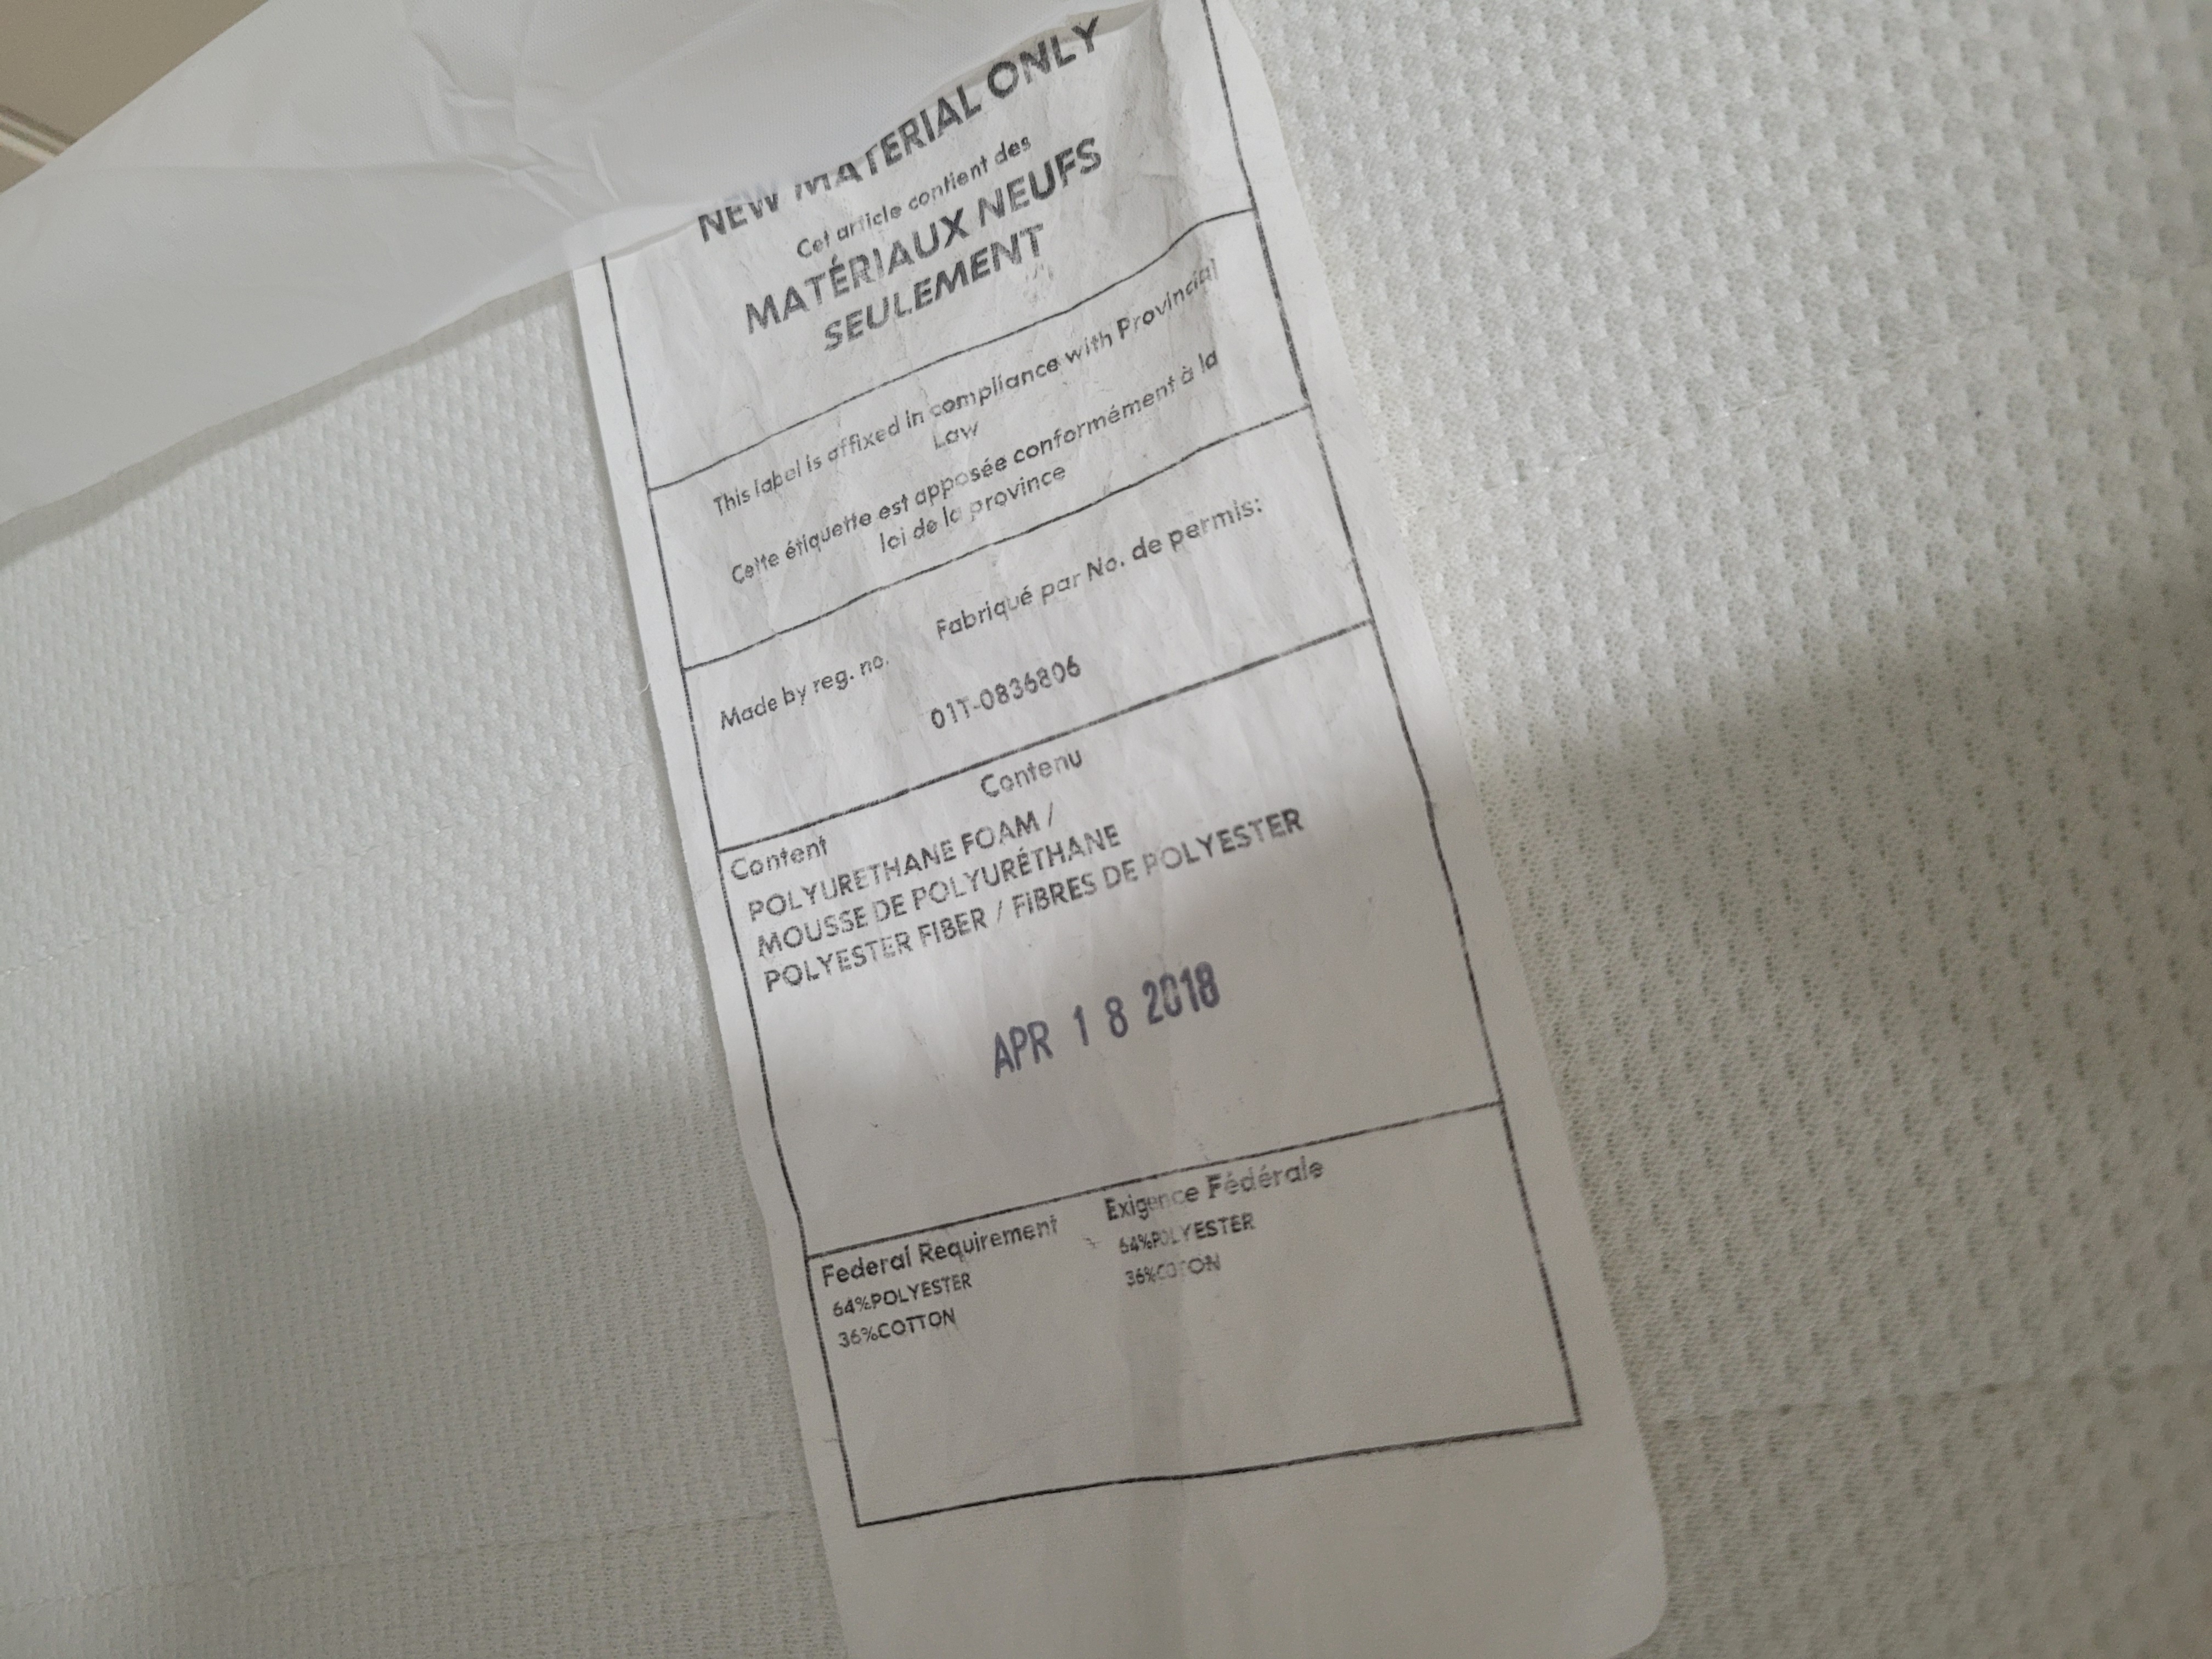 NEW MATERIAL ONLY
Cet article contient des
MATÉRIAUX NEUFS
SEULEMENT
This label is affixed in compliance with Provincial
Law
Cette étiquette est apposée conformément à la
loi de la province
Made by reg. no. Fabriqué par No. de permis:
01T-0836806
Content Contenu
POLYURETHANE FOAM /
MOUSSE DE POLYURÉTHANE
POLYESTER FIBER / FIBRES DE POLYESTER
APR 18 2018
Federal Requirement Exigence Fédérale
64%POLYESTER 64%POLYESTER
36%COTTON 36%COTON